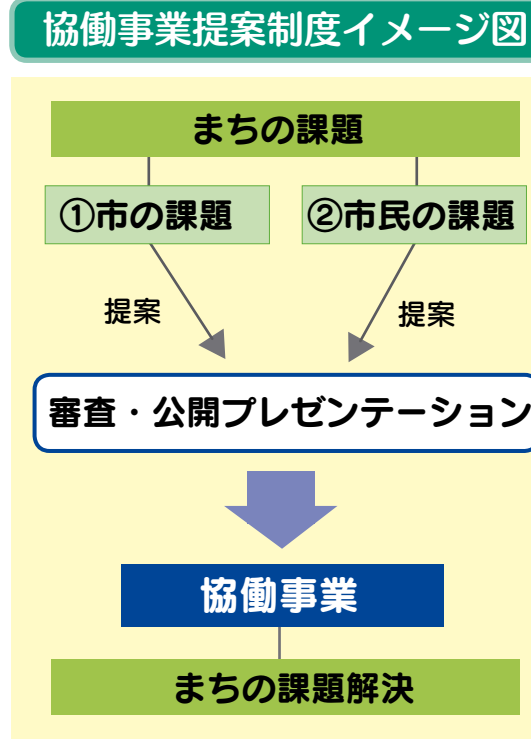 協働事業提案制度イメージ図
まちの課題
①市の課題
②市民の課題
提案
提案
審査・公開プレゼンテーション
協働事業
まちの課題解決